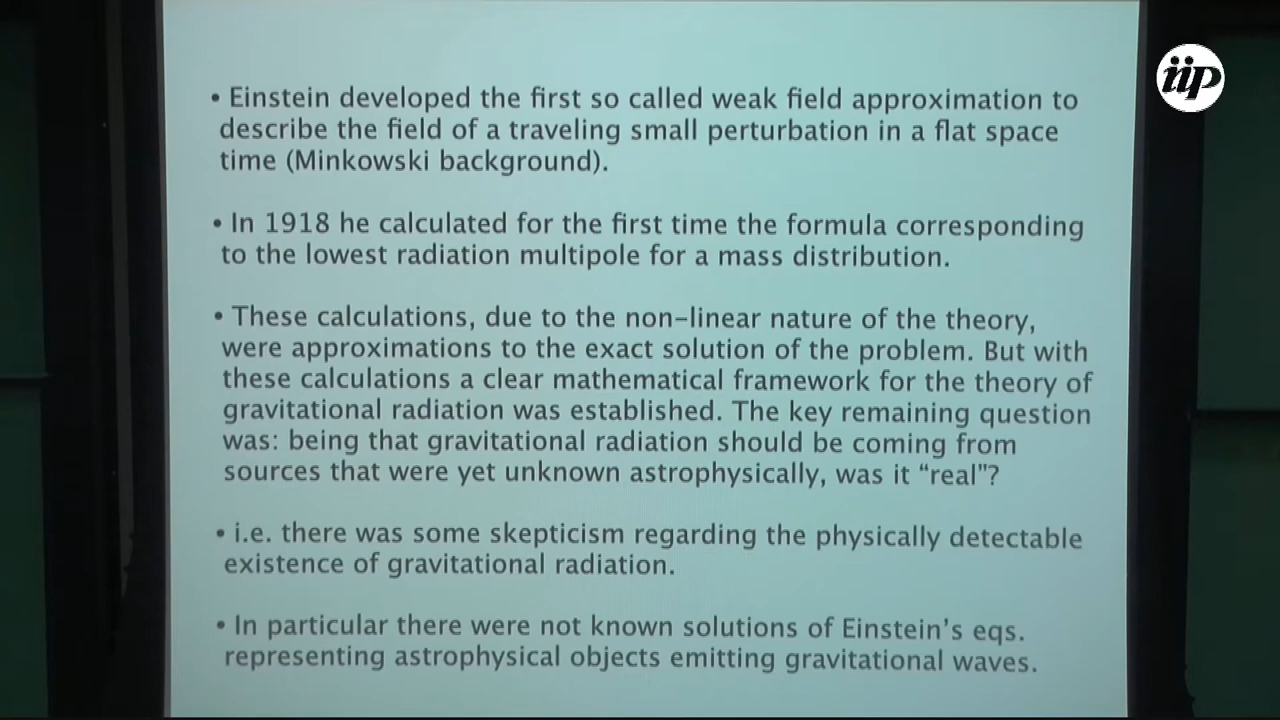 • Einstein developed the first so called weak field approximation to
describe the field of a traveling small perturbation in a flat space
time (Minkowski background).
• In 1918 he calculated for the first time the formula corresponding
to the lowest radiation multipole for a mass distribution.
• These calculations, due to the non-linear nature of the theory,
were approximations to the exact solution of the problem. But with
these calculations a clear mathematical framework for the theory of
gravitational radiation was established. The key remaining question
was: being that gravitational radiation should be coming from
sources that were yet unknown astrophysically, was it “real”?
• i.e. there was some skepticism regarding the physically detectable
existence of gravitational radiation.
• In particular there were not known solutions of Einstein’s eqs.
representing astrophysical objects emitting gravitational waves.
iip